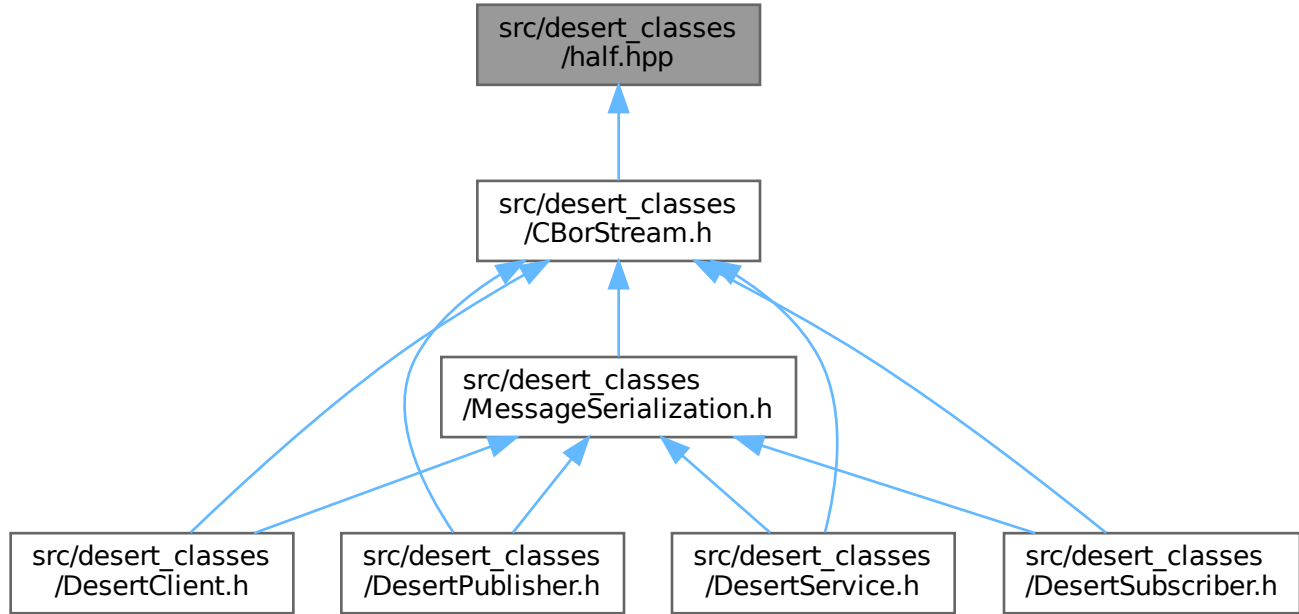 src/desert_classes
/half.hpp
src/desert_classes
/CBorStream.h
src/desert_classes
/MessageSerialization.h
src/desert_classes
/DesertClient.h
src/desert_classes
/DesertPublisher.h
src/desert_classes
/DesertService.h
src/desert_classes
/DesertSubscriber.h